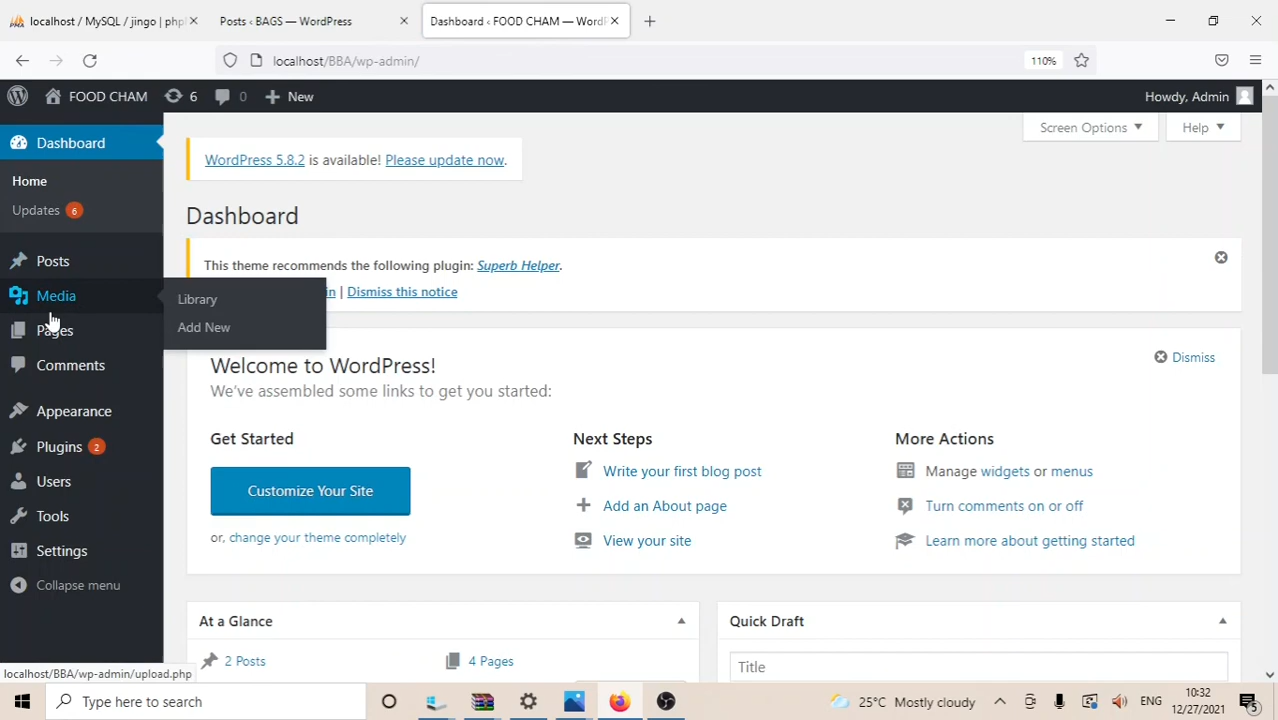 localhost / MySQL / jingo | php
Posts ‹ BAGS — WordPress
Dashboard ‹ FOOD CHAM — WordP
localhost/BBA/wp-admin/
110%
FOOD CHAM
6
0
New
Howdy, Admin
Dashboard
Home
Updates 6
Posts
Media
Library
Add New
Pages
Comments
Appearance
Plugins 2
Users
Tools
Settings
Collapse menu
Screen Options
Help
WordPress 5.8.2 is available! Please update now.
Dashboard
This theme recommends the following plugin: Superb Helper.
in | Dismiss this notice
Welcome to WordPress!
Dismiss
We've assembled some links to get you started:
Get Started
Customize Your Site
or, change your theme completely
Next Steps
Write your first blog post
Add an About page
View your site
More Actions
Manage widgets or menus
Turn comments on or off
Learn more about getting started
At a Glance
2 Posts
4 Pages
Quick Draft
Title
localhost/BBA/wp-admin/upload.php
Type here to search
25°C Mostly cloudy
ENG
10:32
12/27/2021
5